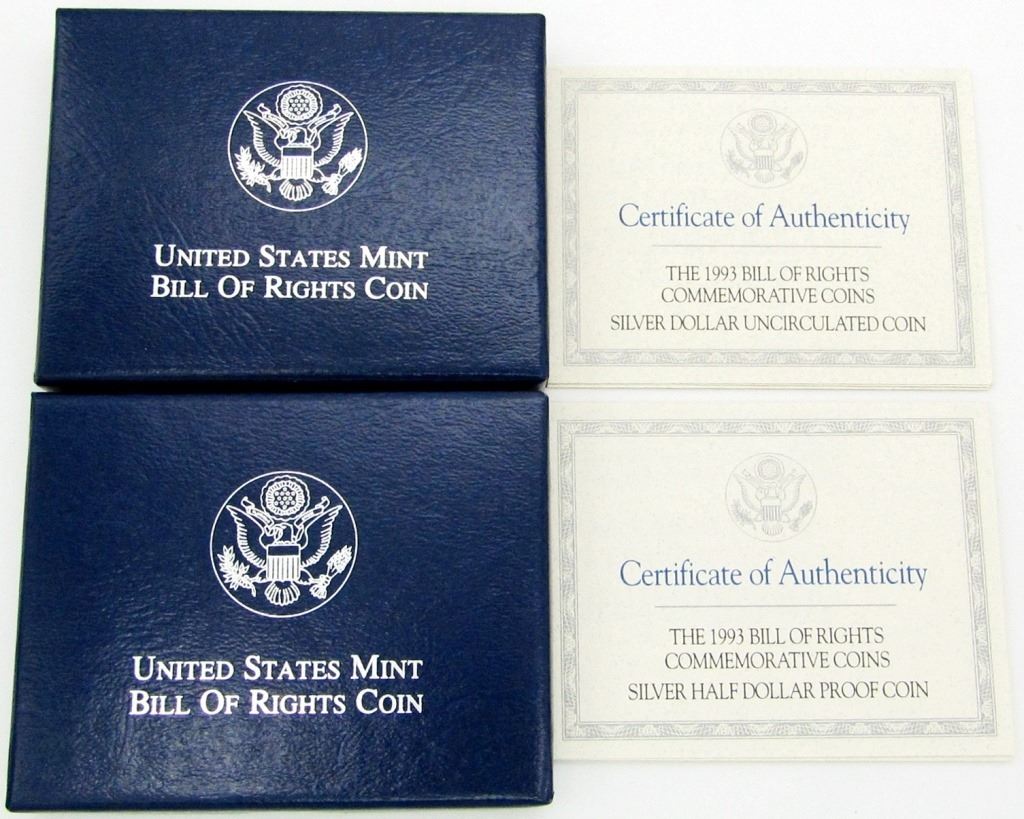 UNITED STATES MINT
BILL OF RIGHTS COIN
Certificate of Authenticity
THE 1993 BILL OF RIGHTS
COMMEMORATIVE COINS
SILVER DOLLAR UNCIRCULATED COIN
UNITED STATES MINT
BILL OF RIGHTS COIN
Certificate of Authenticity
THE 1993 BILL OF RIGHTS
COMMEMORATIVE COINS
SILVER HALF DOLLAR PROOF COIN